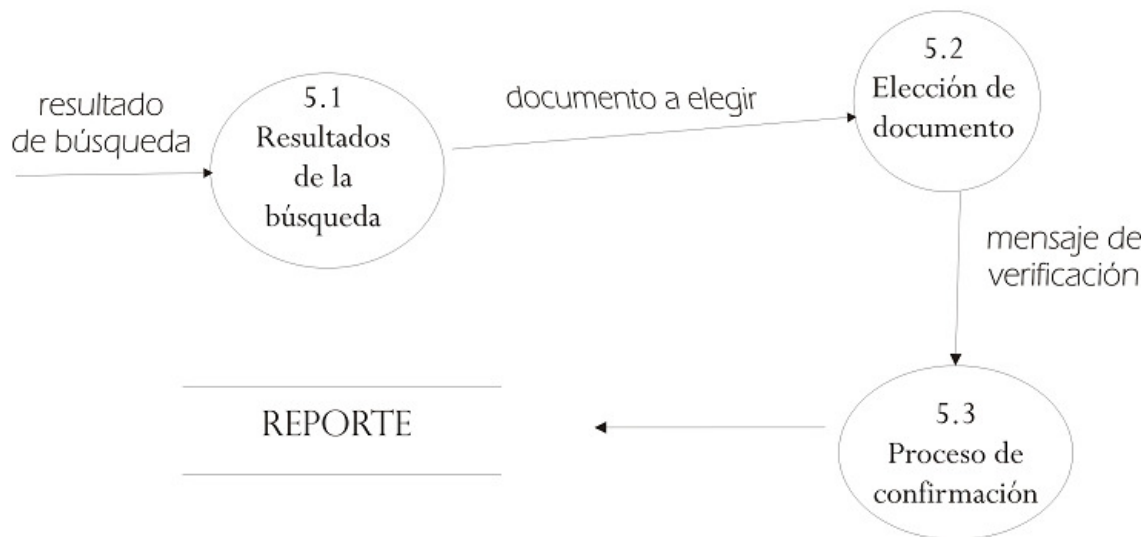 resultado
de búsqueda
5.1
Resultados
de la
búsqueda
documento a elegir
5.2
Elección de
documento
mensaje de
verificación
5.3
Proceso de
confirmación
REPORTE